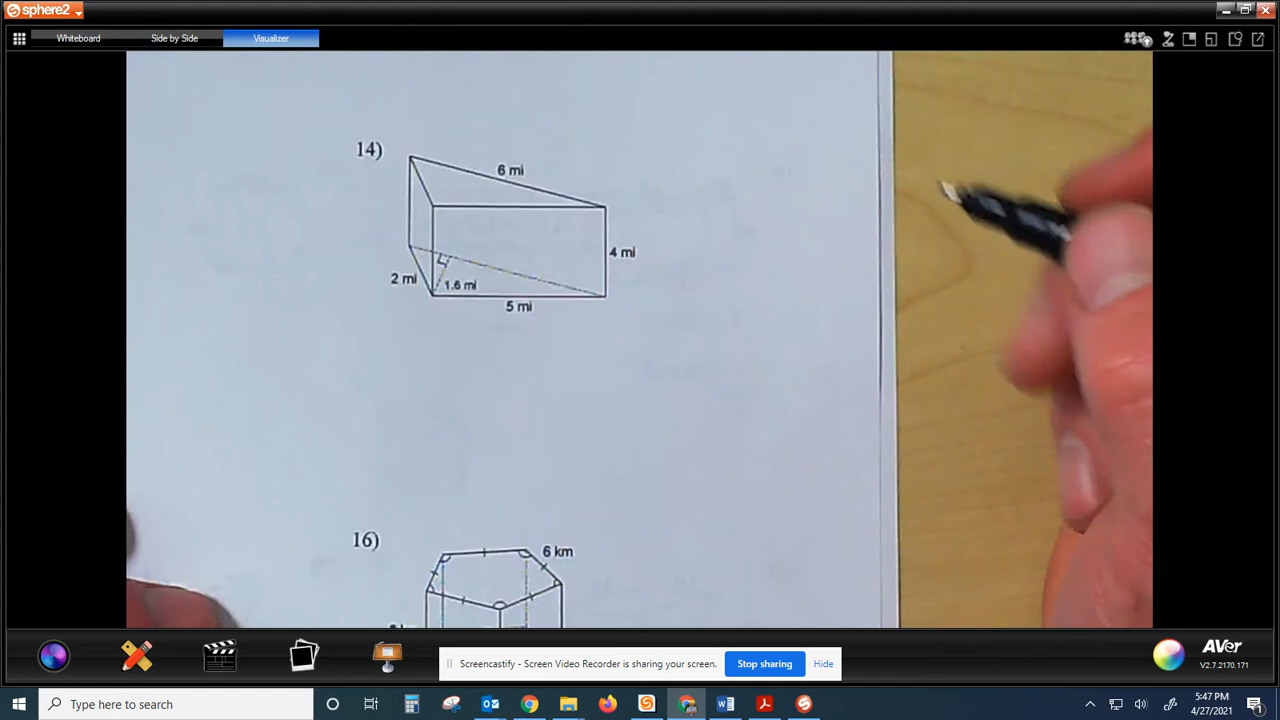 sphere2
Whiteboard
Side by Side
Visualizer
14)
6 mi
4 mi
2 mi
1.6 mi
5 mi
16)
6 km
Screencastify - Screen Video Recorder is sharing your screen.
Stop sharing
Hide
AVer
V2.7.2170.171
Type here to search
5:47 PM
4/27/2021